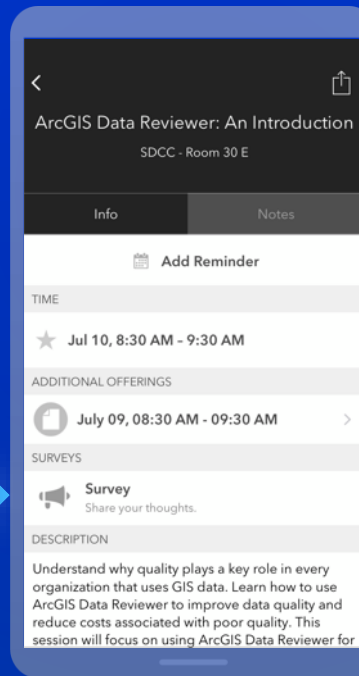 ArcGIS Data Reviewer: An Introduction
SDCC - Room 30 E
Info
Notes
Add Reminder
TIME
Jul 10, 8:30 AM – 9:30 AM
ADDITIONAL OFFERINGS
July 09, 08:30 AM - 09:30 AM
SURVEYS
Survey
Share your thoughts.
DESCRIPTION
Understand why quality plays a key role in every
organization that uses GIS data. Learn how to use
ArcGIS Data Reviewer to improve data quality and
reduce costs associated with poor quality. This
session will focus on using ArcGIS Data Reviewer for